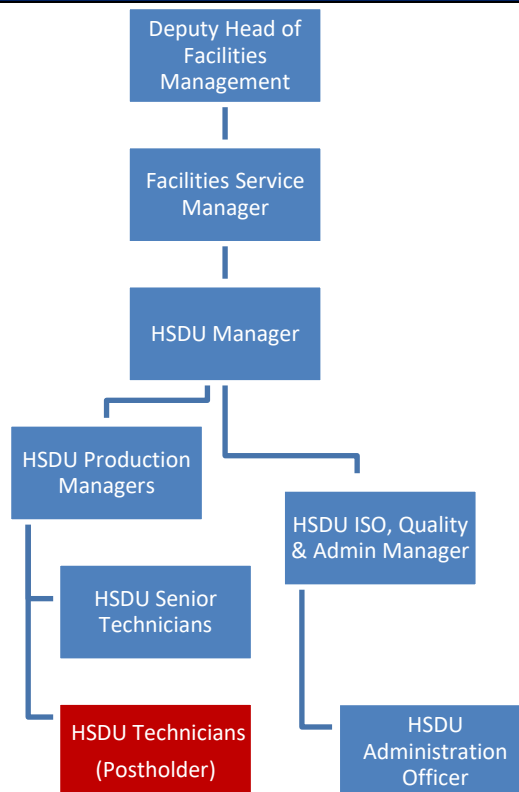 Deputy Head of
Facilities
Management
Facilities Service
Manager
HSDU Manager
HSDU Production
Managers
HSDU ISO, Quality
& Admin Manager
HSDU Senior
Technicians
HSDU Technicians
(Postholder)
HSDU
Administration
Officer